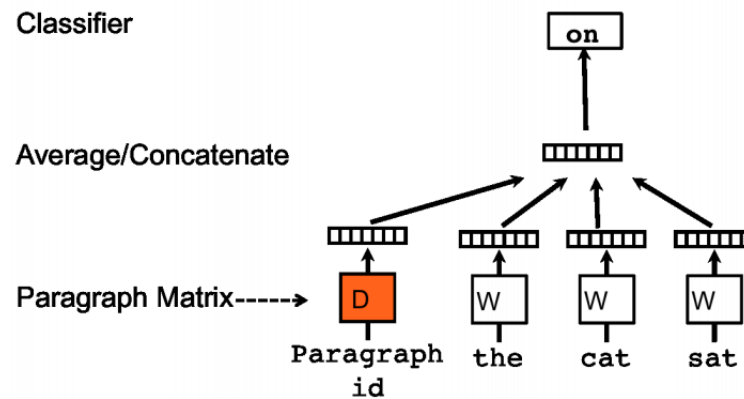 Classifier
on
Average/Concatenate
Paragraph Matrix
D
W
W
W
Paragraph
id
the
cat
sat